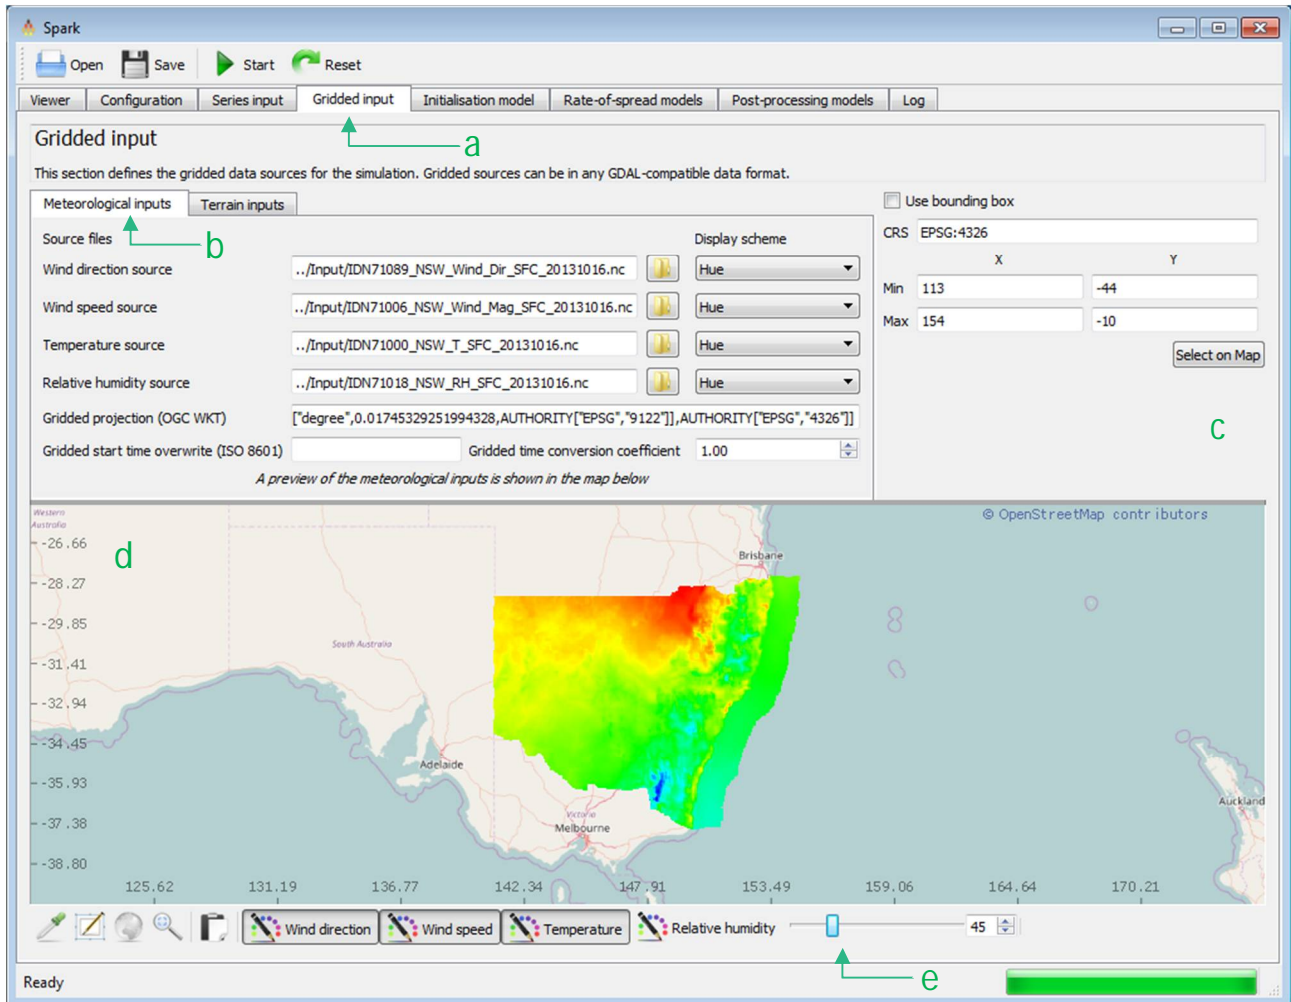 Spark
Open Save Start Reset
Viewer Configuration Series input Gridded input Initialisation model Rate-of-spread models Post-processing models Log
a
Gridded input
This section defines the gridded data sources for the simulation. Gridded sources can be in any GDAL-compatible data format.
Meteorological inputs Terrain inputs
b
Source files Display scheme
Wind direction source ../Input/IDN71089_NSW_Wind_Dir_SFC_20131016.nc Hue
Wind speed source ../Input/IDN71006_NSW_Wind_Mag_SFC_20131016.nc Hue
Temperature source ../Input/IDN71000_NSW_T_SFC_20131016.nc Hue
Relative humidity source ../Input/IDN71018_NSW_RH_SFC_20131016.nc Hue
Gridded projection (OGC WKT) ["degree",0.01745329251994328,AUTHORITY["EPSG","9122"]],AUTHORITY["EPSG","4326"]]
Gridded start time overwrite (ISO 8601) Gridded time conversion coefficient 1.00
A preview of the meteorological inputs is shown in the map below
Use bounding box
CRS EPSG:4326
X Y
Min 113 -44
Max 154 -10
Select on Map
c
Western
Australia
© OpenStreetMap contributors
d
-26.66
-28.27
-29.85
-31.41
-32.94
-34.45
-35.93
-37.38
-38.80
Brisbane
South Australia
Adelaide
Victoria
Melbourne
Auckland
125.62 131.19 136.77 142.34 147.91 153.49 159.06 164.64 170.21
Wind direction Wind speed Temperature Relative humidity 45
e
Ready